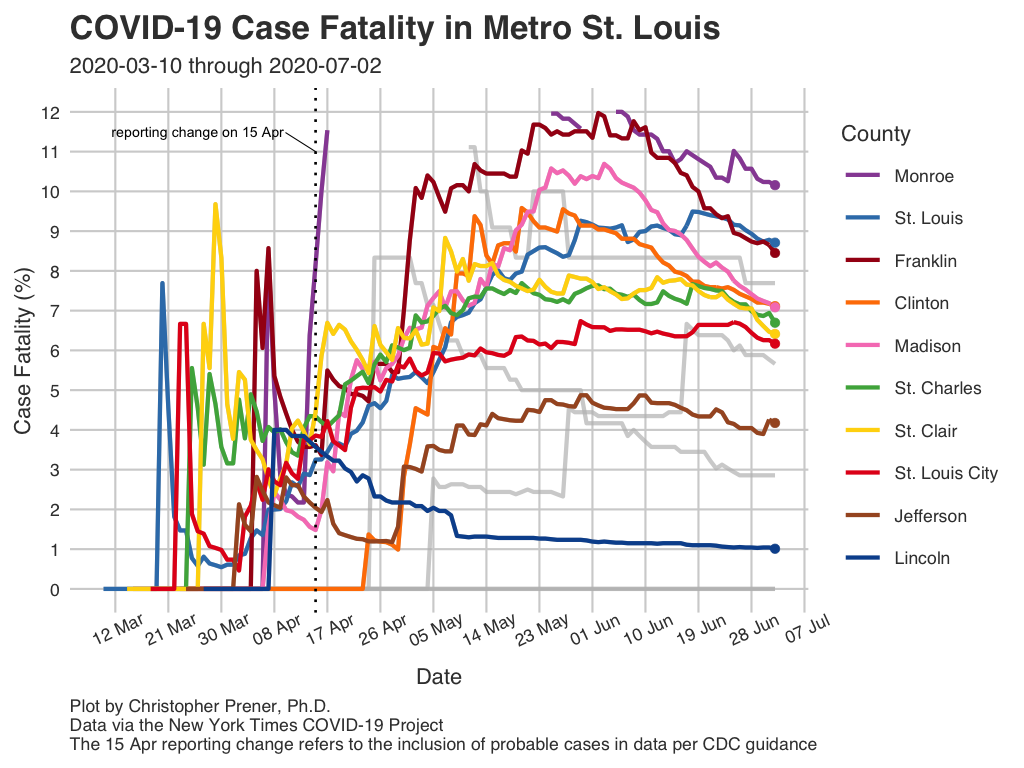 COVID-19 Case Fatality in Metro St. Louis
2020-03-10 through 2020-07-02
reporting change on 15 Apr
Case Fatality (%)
12
11
10
9
8
7
6
5
4
3
2
1
0
12 Mar
21 Mar
30 Mar
08 Apr
17 Apr
26 Apr
05 May
14 May
23 May
01 Jun
10 Jun
19 Jun
28 Jun
07 Jul
Date
County
Monroe
St. Louis
Franklin
Clinton
Madison
St. Charles
St. Clair
St. Louis City
Jefferson
Lincoln
Plot by Christopher Prener, Ph.D.
Data via the New York Times COVID-19 Project
The 15 Apr reporting change refers to the inclusion of probable cases in data per CDC guidance